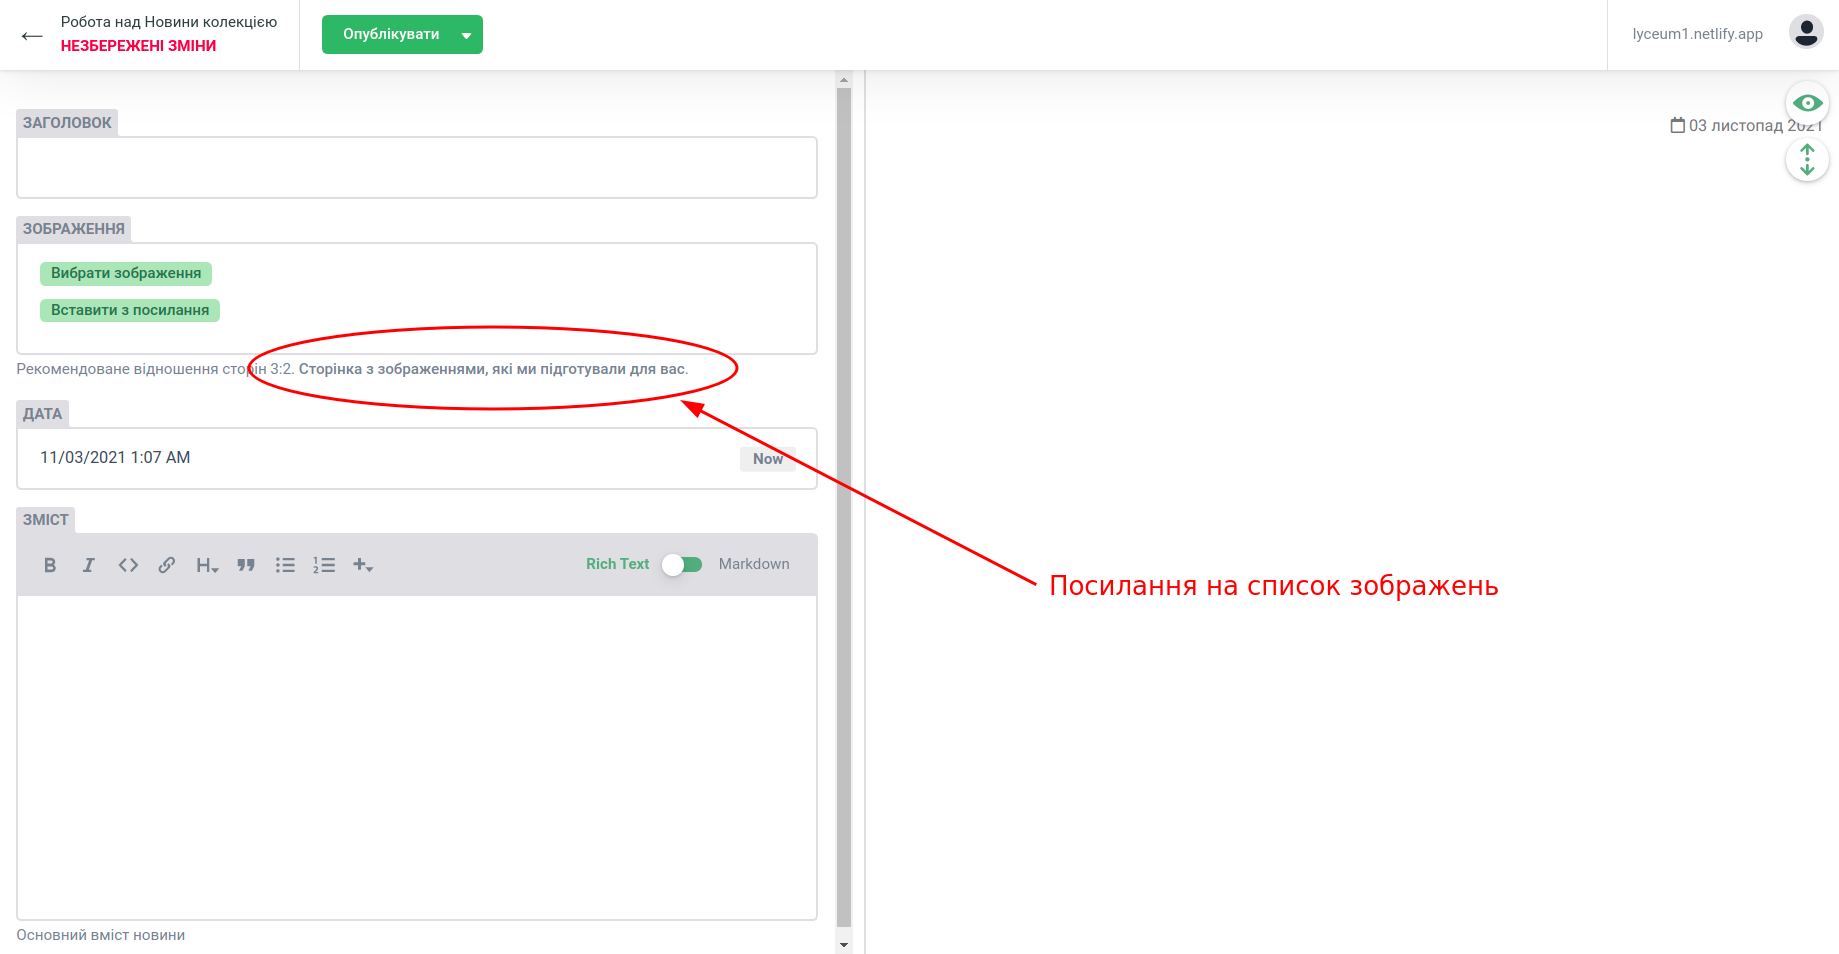 Робота над Новини колекцією
НЕЗБЕРЕЖЕНІ ЗМІНИ
Опублікувати
lyceum1.netlify.app
ЗАГОЛОВОК
03 листопад 2021
ЗОБРАЖЕННЯ
Вибрати зображення
Вставити з посилання
Рекомендоване відношення сторін 3:2. Сторінка з зображеннями, які ми підготували для вас.
ДАТА
11/03/2021 1:07 AM
Now
ЗМІСТ
Rich Text
Markdown
Посилання на список зображень
Основний вміст новини